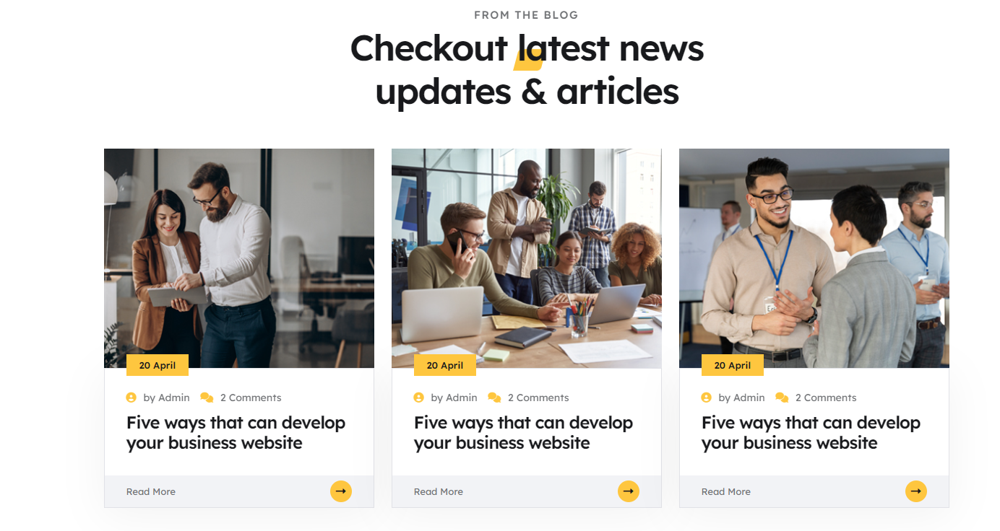 FROM THE BLOG
Checkout latest news
updates & articles
20 April
by Admin 2 Comments
Five ways that can develop
your business website
Read More
20 April
by Admin 2 Comments
Five ways that can develop
your business website
Read More
20 April
by Admin 2 Comments
Five ways that can develop
your business website
Read More